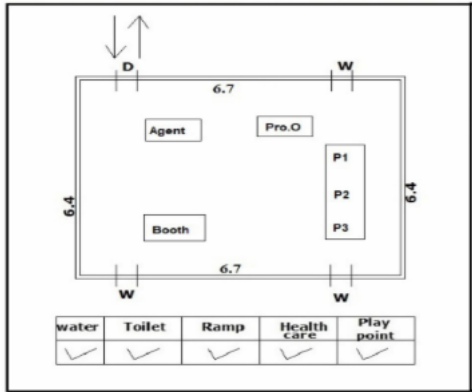 D
W
6.7
Agent
Pro.O
P1
6.4
6.4
P2
Booth
P3
6.7
W
W
water Toilet Ramp Health care Play point